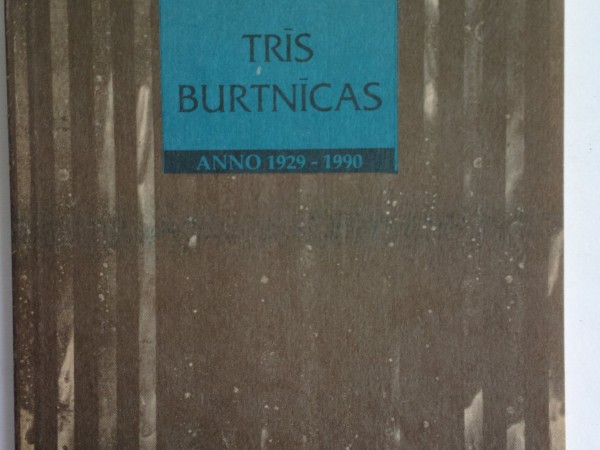 TRĪS
BURTNĪCAS
ANNO 1929 - 1990